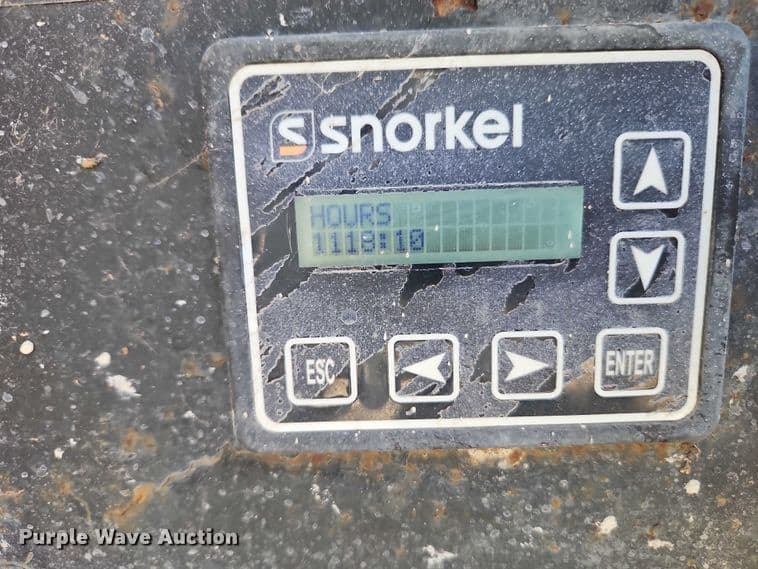 snorkel
HOURS
1118:10
ESC
ENTER
Purple Wave Auction